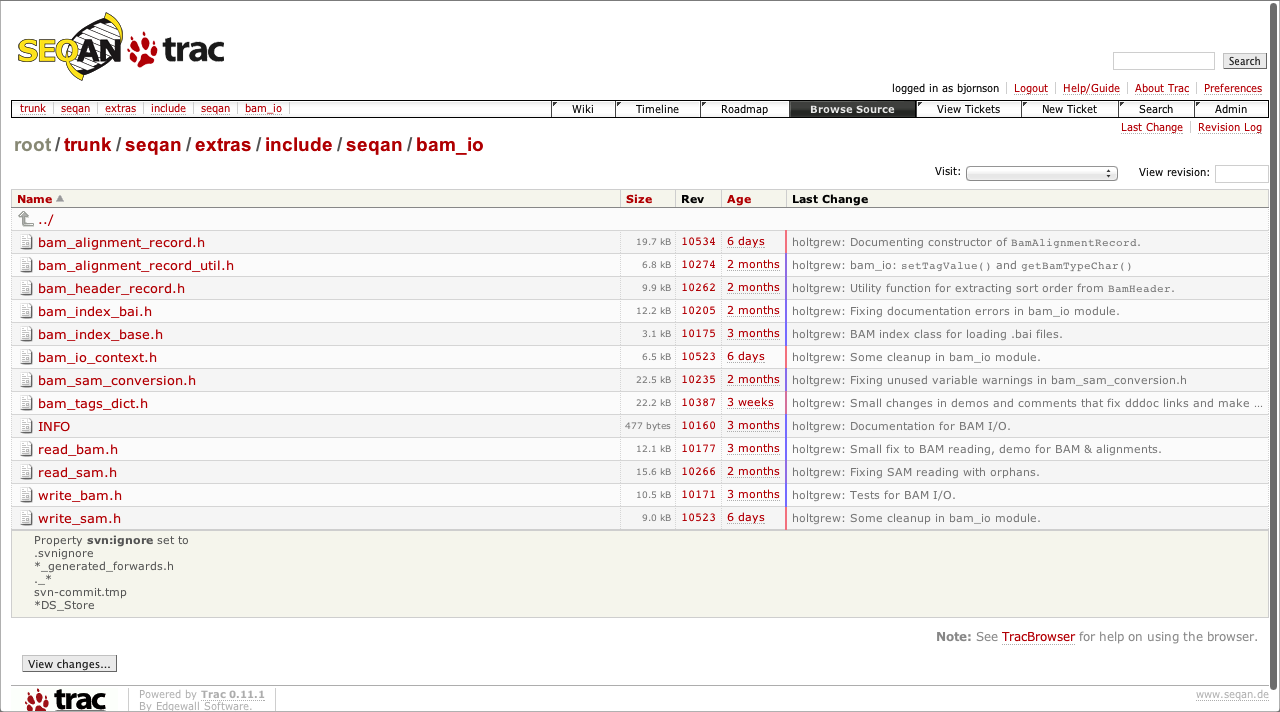 SEQAN trac
Search
logged in as bjornson Logout Help/Guide About Trac Preferences
trunk seqan extras include seqan bam_io Wiki Timeline Roadmap Browse Source View Tickets New Ticket Search Admin
Last Change Revision Log
root / trunk / seqan / extras / include / seqan / bam_io
Visit: View revision:
Name Size Rev Age Last Change
../
bam_alignment_record.h 19.7 kB 10534 6 days holtgrew: Documenting constructor of BamAlignmentRecord.
bam_alignment_record_util.h 6.8 kB 10274 2 months holtgrew: bam_io: setTagValue() and getBamTypeChar()
bam_header_record.h 9.9 kB 10262 2 months holtgrew: Utility function for extracting sort order from BamHeader.
bam_index_bai.h 12.2 kB 10205 2 months holtgrew: Fixing documentation errors in bam_io module.
bam_index_base.h 3.1 kB 10175 3 months holtgrew: BAM index class for loading .bai files.
bam_io_context.h 6.5 kB 10523 6 days holtgrew: Some cleanup in bam_io module.
bam_sam_conversion.h 22.5 kB 10235 2 months holtgrew: Fixing unused variable warnings in bam_sam_conversion.h
bam_tags_dict.h 22.2 kB 10387 3 weeks holtgrew: Small changes in demos and comments that fix dddoc links and make …
INFO 477 bytes 10160 3 months holtgrew: Documentation for BAM I/O.
read_bam.h 12.1 kB 10177 3 months holtgrew: Small fix to BAM reading, demo for BAM & alignments.
read_sam.h 15.6 kB 10266 2 months holtgrew: Fixing SAM reading with orphans.
write_bam.h 10.5 kB 10171 3 months holtgrew: Tests for BAM I/O.
write_sam.h 9.0 kB 10523 6 days holtgrew: Some cleanup in bam_io module.
Property svn:ignore set to
.svnignore
*_generated_forwards.h
._*
svn-commit.tmp
*DS_Store
Note: See TracBrowser for help on using the browser.
View changes...
trac Powered by Trac 0.11.1 www.seqan.de
By Edgewall Software.